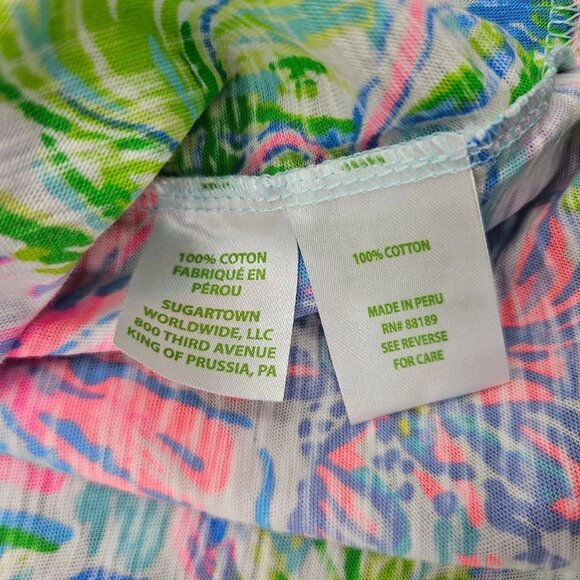 100% COTON
FABRIQUÉ EN
PÉROU
SUGARTOWN
WORLDWIDE, LLC
800 THIRD AVENUE
KING OF PRUSSIA, PA
100% COTTON
MADE IN PERU
RN# 88189
SEE REVERSE
FOR CARE